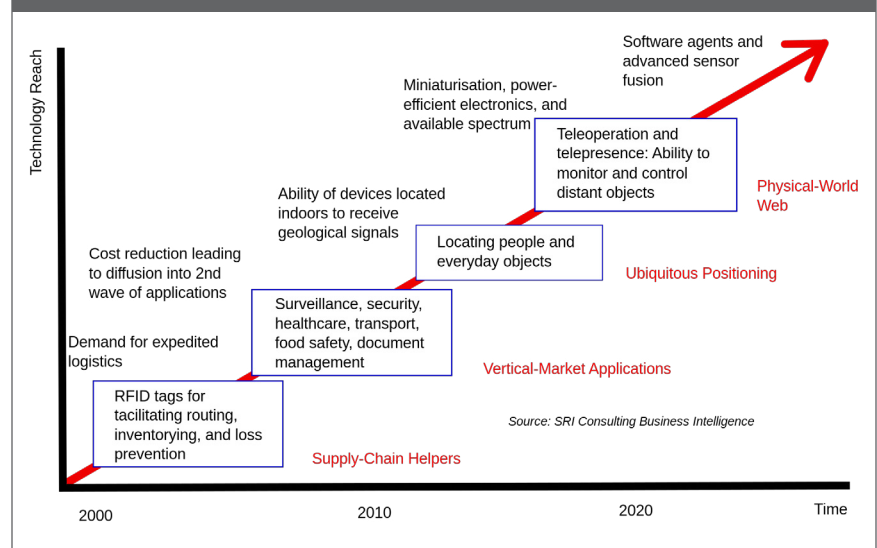 Technology Reach
Software agents and
advanced sensor
fusion
Miniaturisation, power-
efficient electronics, and
available spectrum
Teleoperation and
telepresence: Ability to
monitor and control
distant objects
Physical-World
Web
Ability of devices located
indoors to receive
geological signals
Locating people and
everyday objects
Ubiquitous Positioning
Cost reduction leading
to diffusion into 2nd
wave of applications
Surveillance, security,
healthcare, transport,
food safety, document
management
Vertical-Market Applications
Demand for expedited
logistics
RFID tags for
tacilitating routing,
inventorying, and loss
prevention
Supply-Chain Helpers
Source: SRI Consulting Business Intelligence
2000
2010
2020
Time